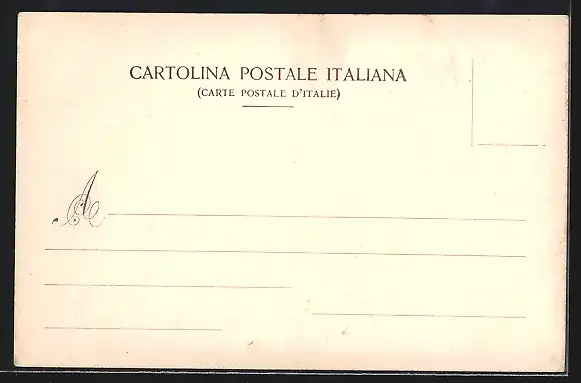 CARTOLINA POSTALE ITALIANA
(CARTE POSTALE D'ITALIE)
A